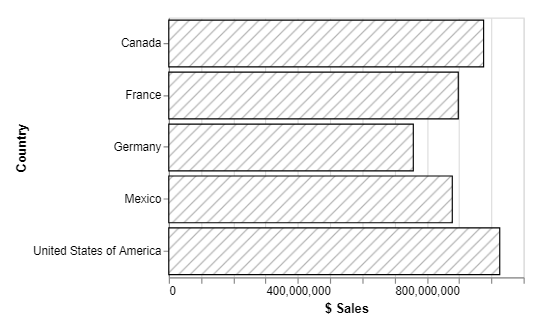 Canada
France
Germany
Mexico
United States of America
Country
0
400,000,000
800,000,000
$ Sales